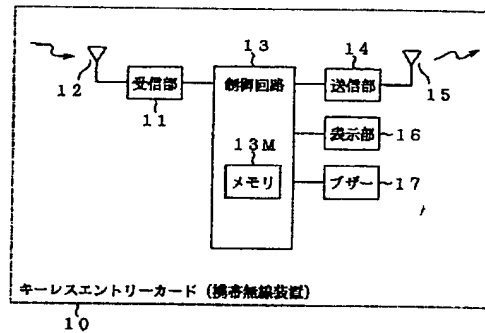 13
14
12
受信部
11
制御回路
送信部
15
表示部
16
13M
メモリ
ブザー
17
キーレスエントリーカード (携帯無線装置)
10